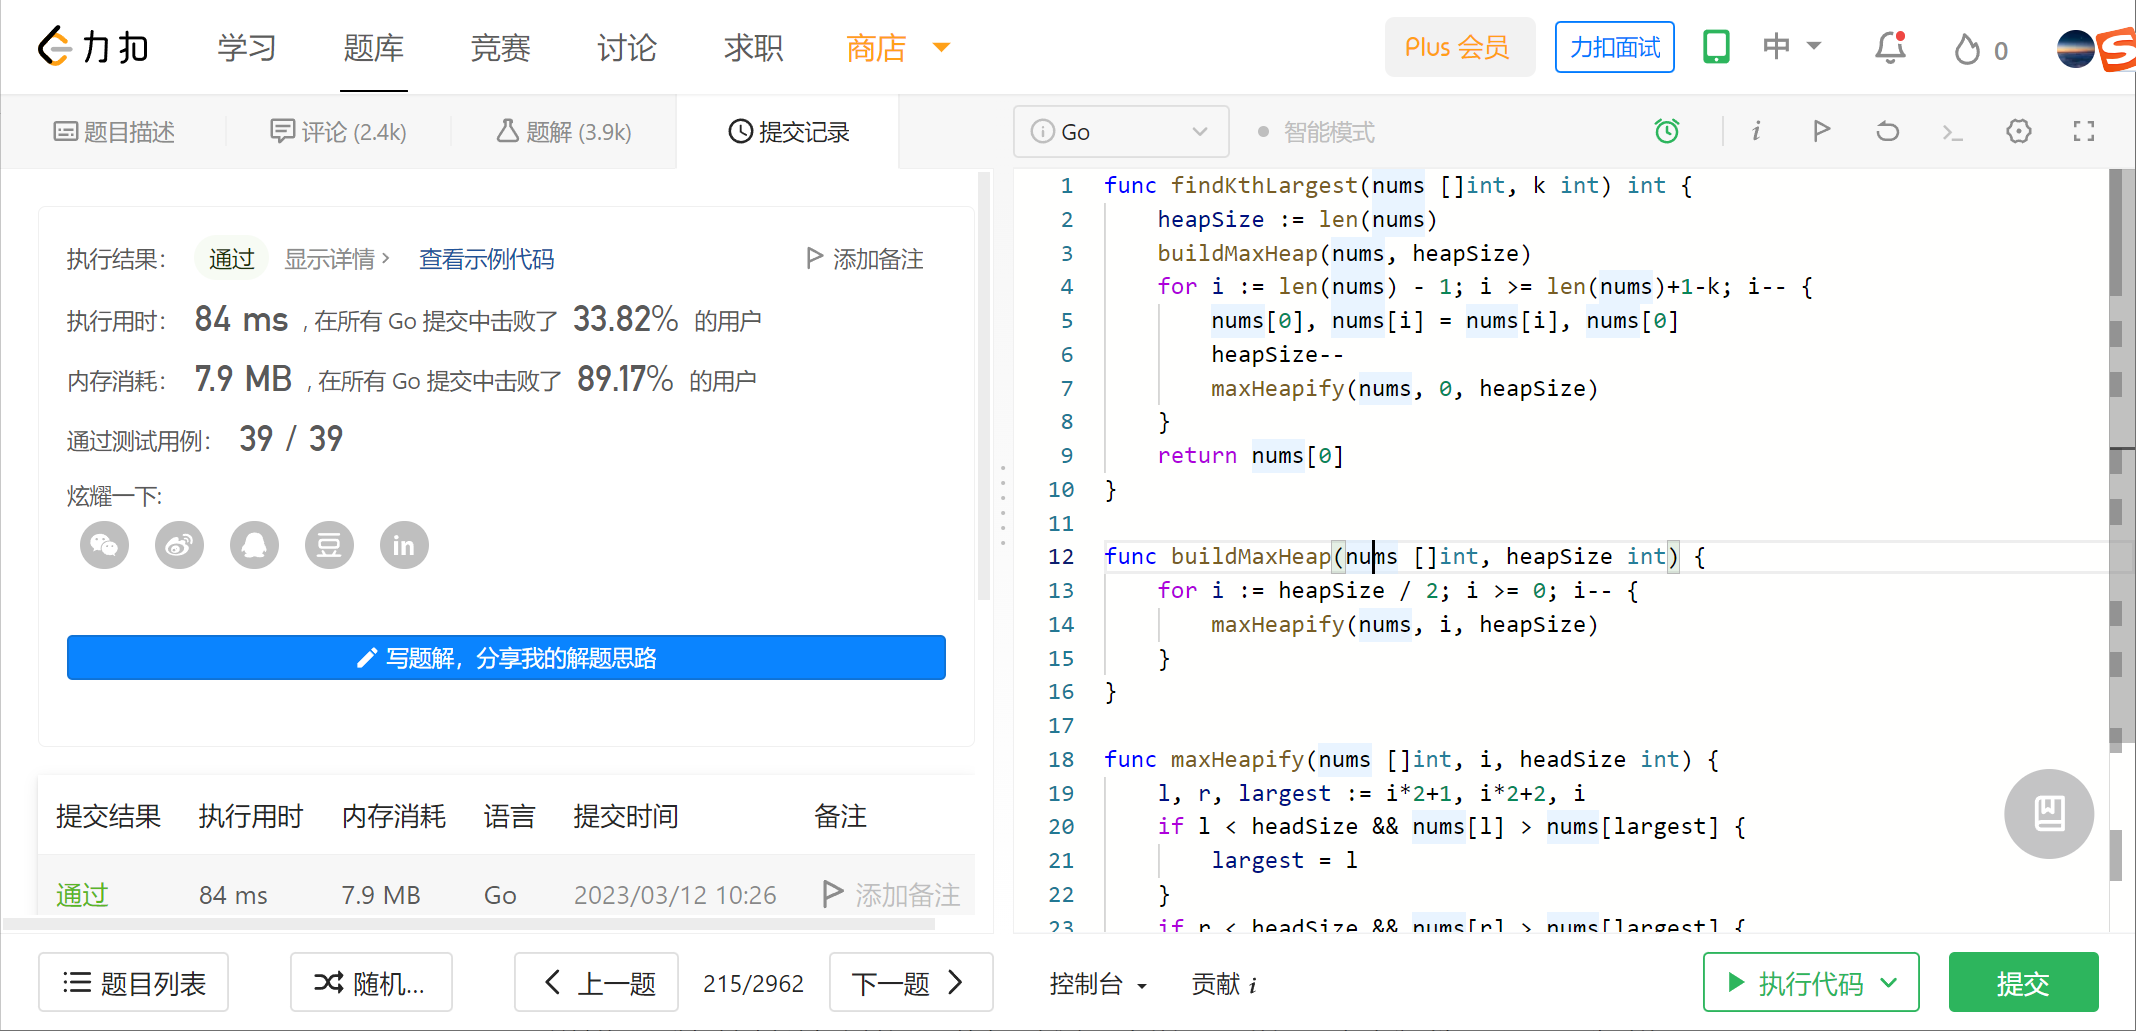 力扣 学习 题库 竞赛 讨论 求职 商店 Plus 会员 力扣面试 中 0
题目描述 评论 (2.4k) 题解 (3.9k) 提交记录
执行结果： 通过 显示详情 › 查看示例代码 添加备注
执行用时： 84 ms , 在所有 Go 提交中击败了 33.82% 的用户
内存消耗： 7.9 MB , 在所有 Go 提交中击败了 89.17% 的用户
通过测试用例： 39 / 39
炫耀一下:
豆 in
写题解，分享我的解题思路
提交结果 执行用时 内存消耗 语言 提交时间 备注
通过 84 ms 7.9 MB Go 2023/03/12 10:26 添加备注
i Go 智能模式 i
1 func findKthLargest(nums []int, k int) int {
2     heapSize := len(nums)
3     buildMaxHeap(nums, heapSize)
4     for i := len(nums) - 1; i >= len(nums)+1-k; i-- {
5         nums[0], nums[i] = nums[i], nums[0]
6         heapSize--
7         maxHeapify(nums, 0, heapSize)
8     }
9     return nums[0]
10 }
11
12 func buildMaxHeap(nums []int, heapSize int) {
13     for i := heapSize / 2; i >= 0; i-- {
14         maxHeapify(nums, i, heapSize)
15     }
16 }
17
18 func maxHeapify(nums []int, i, headSize int) {
19     l, r, largest := i*2+1, i*2+2, i
20     if l < headSize && nums[l] > nums[largest] {
21         largest = l
22     }
23     if r < headSize && nums[r] > nums[largest] {
题目列表 随机... 上一题 215/2962 下一题 控制台 贡献 i 执行代码 提交